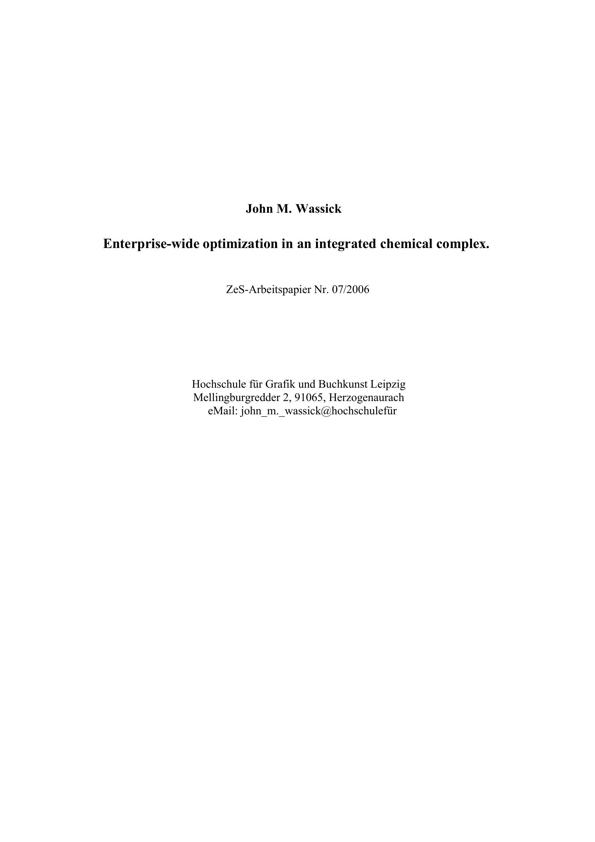 John M. Wassick
Enterprise-wide optimization in an integrated chemical complex.
ZeS-Arbeitspapier Nr. 07/2006
Hochschule für Grafik und Buchkunst Leipzig
Mellingburgredder 2, 91065, Herzogenaurach
eMail: john_m._wassick@hochschulefür